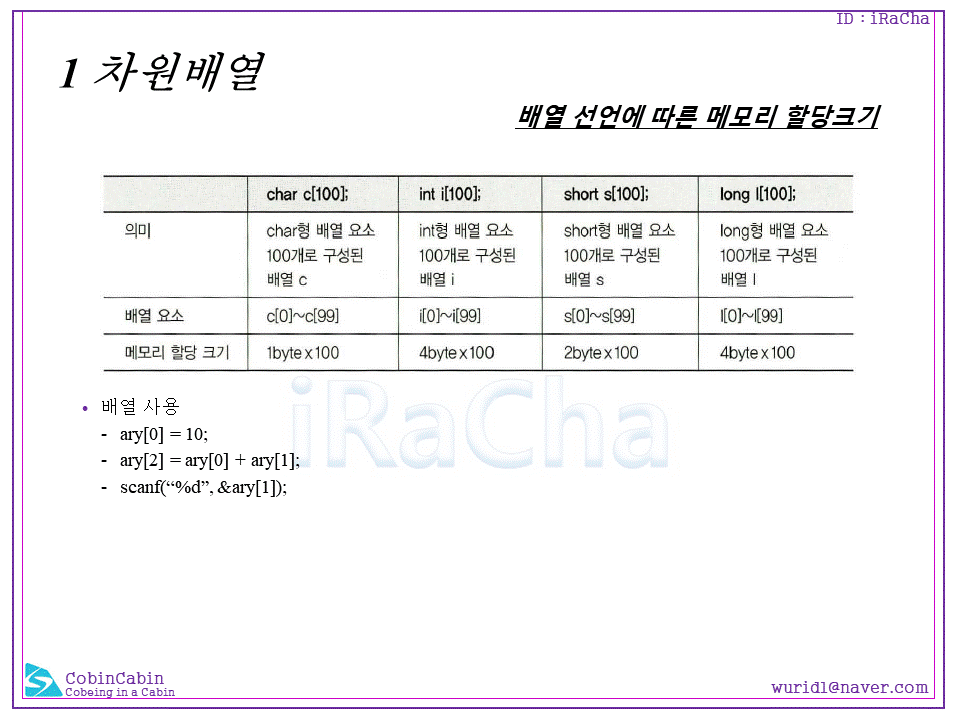 ID : iRaCha
1 차원배열
배열 선언에 따른 메모리 할당크기
char c[100]; int i[100]; short s[100]; long l[100];
의미 char형 배열 요소 int형 배열 요소 short형 배열 요소 long형 배열 요소
100개로 구성된 100개로 구성된 100개로 구성된 100개로 구성된
배열 c 배열 i 배열 s 배열 l
배열 요소 c[0]~c[99] i[0]~i[99] s[0]~s[99] l[0]~l[99]
메모리 할당 크기 1byte x 100 4byte x 100 2byte x 100 4byte x 100
iRaCha
• 배열 사용
- ary[0] = 10;
- ary[2] = ary[0] + ary[1];
- scanf(“%d”, &ary[1]);
CobinCabin
Cobeing in a Cabin
wurid1@naver.com